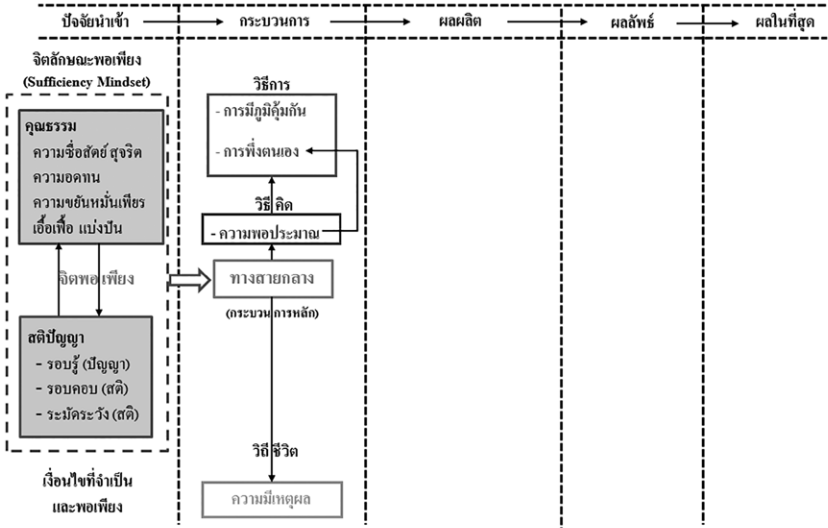 ปัจจัยนำเข้า
กระบวนการ
ผลผลิต
ผลลัพธ์
ผลในที่สุด
จิตลักษณะพอเพียง
(Sufficiency Mindset)
คุณธรรม
ความซื่อสัตย์ สุจริต
ความอดทน
ความขยันหมั่นเพียร
เอื้อเฟื้อ แบ่งปัน
จิตพอเพียง
สติปัญญา
- รอบรู้ (ปัญญา)
- รอบคอบ (สติ)
- ระมัดระวัง (สติ)
เงื่อนไขที่จำเป็น
และพอเพียง
วิธีการ
- การมีภูมิคุ้มกัน
- การพึ่งตนเอง
วิธีคิด
- ความพอประมาณ
ทางสายกลาง
(กระบวนการหลัก)
วิถีชีวิต
ความมีเหตุผล